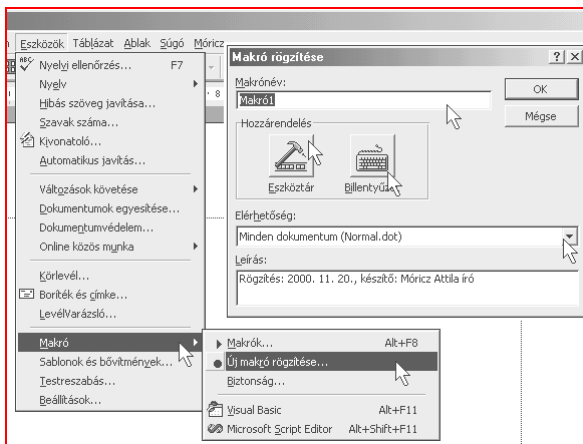 Eszközök Táblázat Ablak Súgó Móricz
Nyelvi ellenőrzés... F7
Nyelv
Hibás szöveg javítása...
Szavak száma...
Kivonatoló...
Automatikus javítás...
Változások követése
Dokumentumok egyesítése...
Dokumentumvédelem...
Online közös munka
Körlevél...
Boríték és címke...
LevélVarázsló...
Makró
Sablonok és bővítmények...
Testreszabás...
Beállítások...
Makrók... Alt+F8
Új makró rögzítése...
Biztonság...
Visual Basic Alt+F11
Microsoft Script Editor Alt+Shift+F11
8
Makró rögzítése
Makrónév:
Makró1
OK
Mégse
Hozzárendelés
Eszköztár
Billentyűzet
Elérhetőség:
Minden dokumentum (Normal.dot)
Leírás:
Rögzítés: 2000. 11. 20., készítő: Móricz Attila író